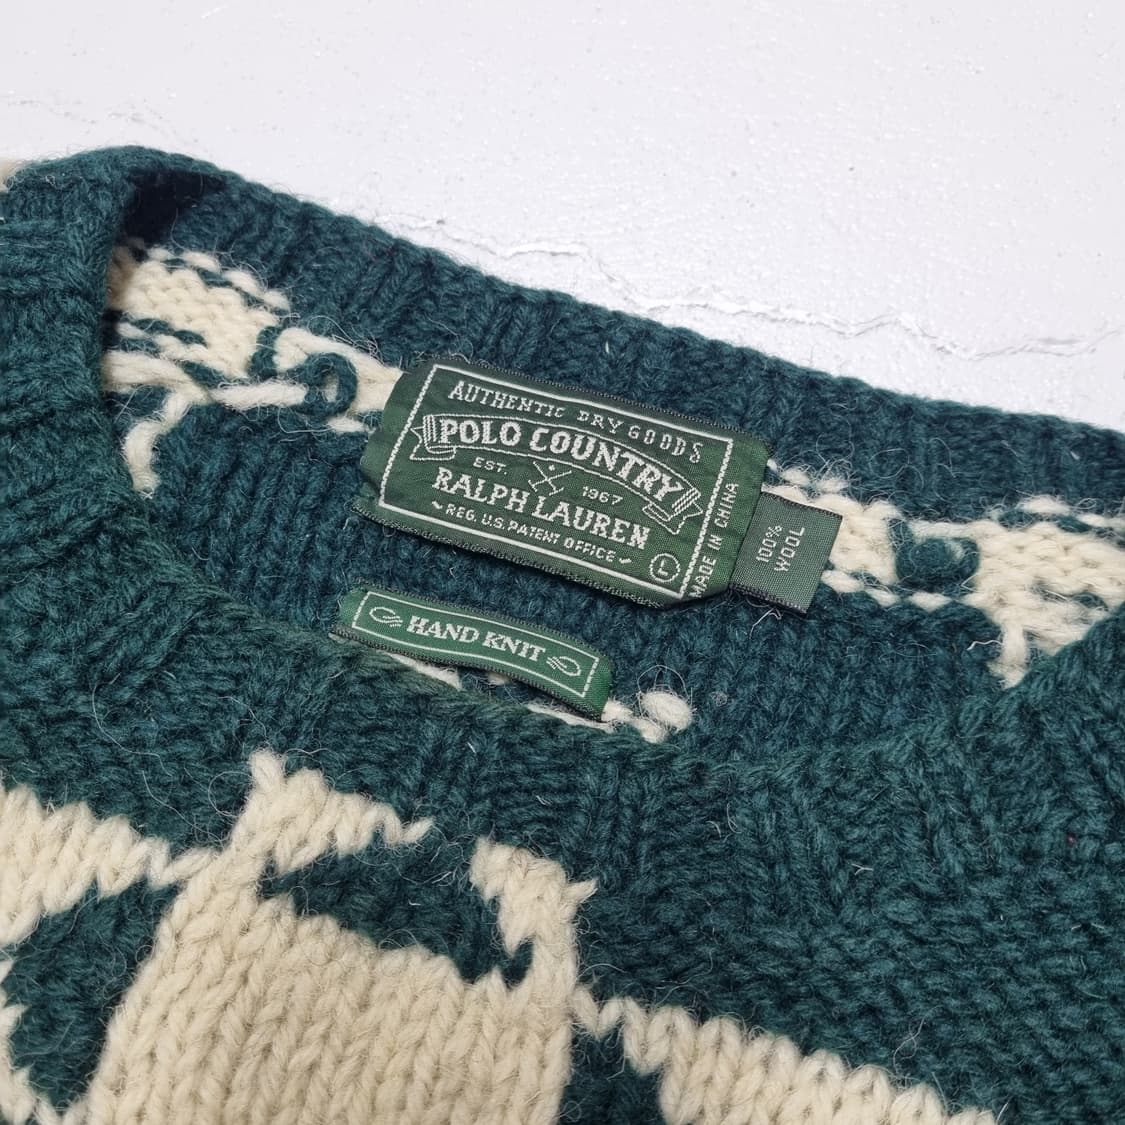 AUTHENTIC DRY GOODS
POLO COUNTRY
EST. 1967
RALPH LAUREN
~REG. U.S. PATENT OFFICE~
L
MADE IN CHINA
100%
WOOL
HAND KNIT